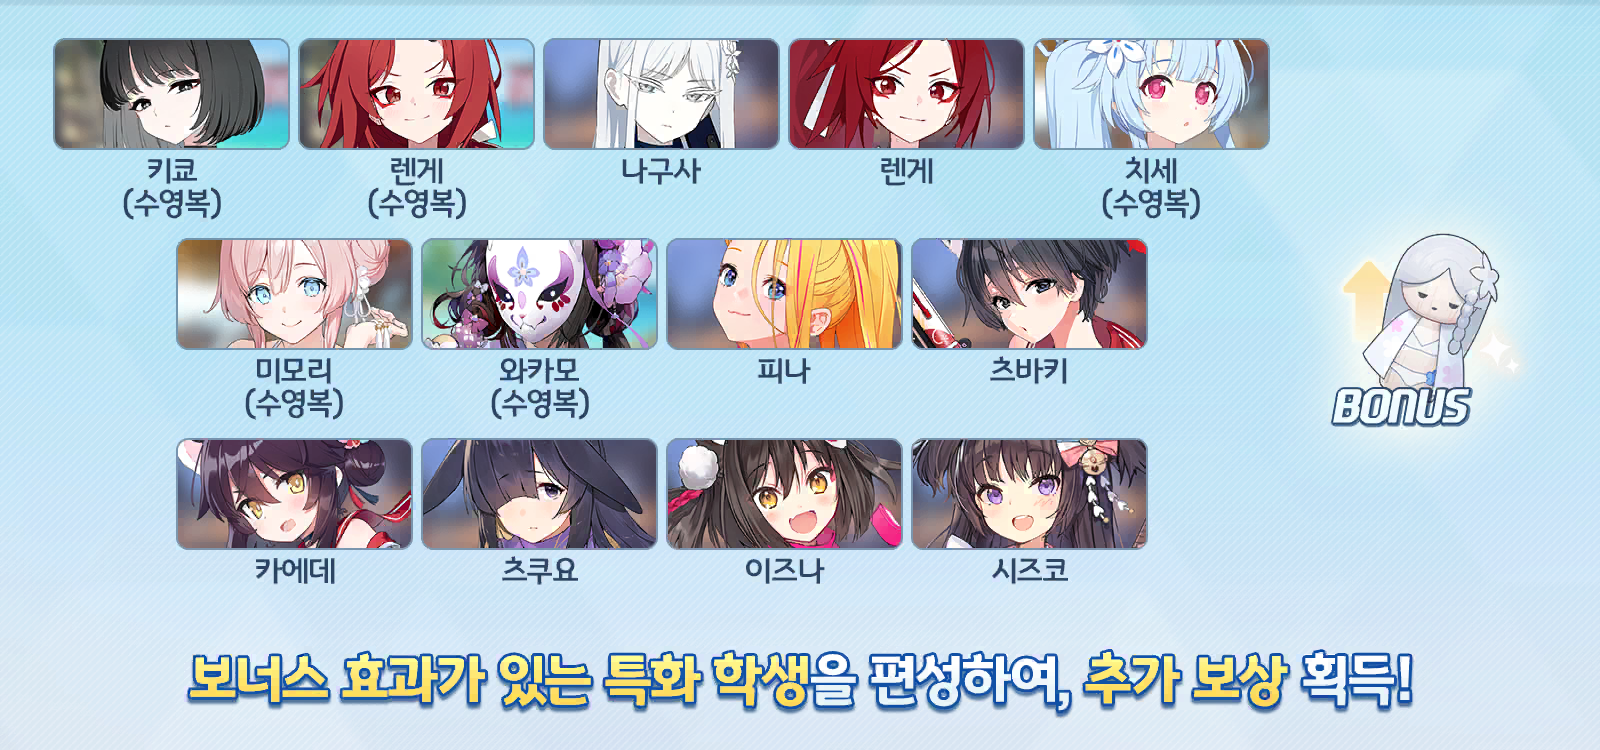 키쿄
(수영복)
렌게
(수영복)
나구사
렌게
치세
(수영복)
미모리
(수영복)
와카모
(수영복)
피나
츠바키
BONUS
카에데
츠쿠요
이즈나
시즈코
보너스 효과가 있는 특화 학생을 편성하여, 추가 보상 획득!